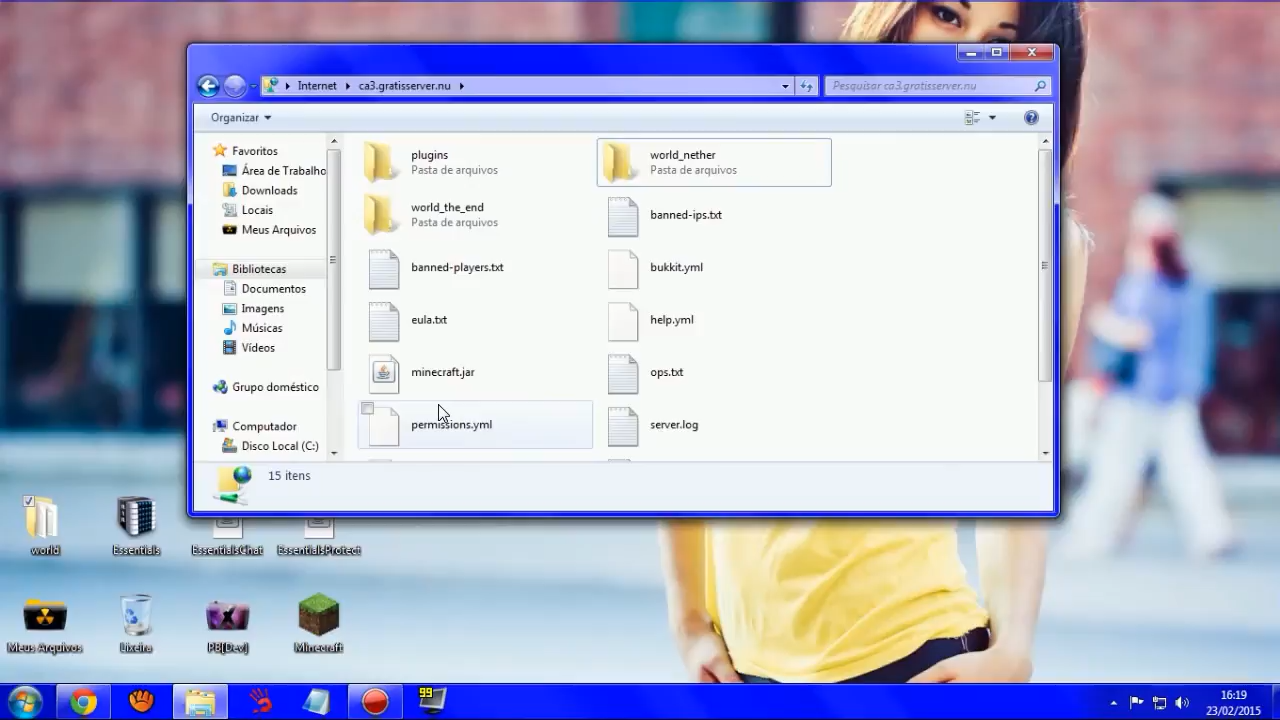 Internet
ca3.gratisserver.nu
Pesquisar ca3.gratisserver.nu
Organizar
Favoritos
Área de Trabalho
Downloads
Locais
Meus Arquivos
Bibliotecas
Documentos
Imagens
Músicas
Vídeos
Grupo doméstico
Computador
Disco Local (C:)
plugins
Pasta de arquivos
world_nether
Pasta de arquivos
world_the_end
Pasta de arquivos
banned-ips.txt
banned-players.txt
bukkit.yml
eula.txt
help.yml
minecraft.jar
ops.txt
permissions.yml
server.log
15 itens
world
Essentials
EssentialsChat
EssentialsProtect
Meus Arquivos
Lixeira
PB[Dev]
Minecraft
99
16:19
23/02/2015